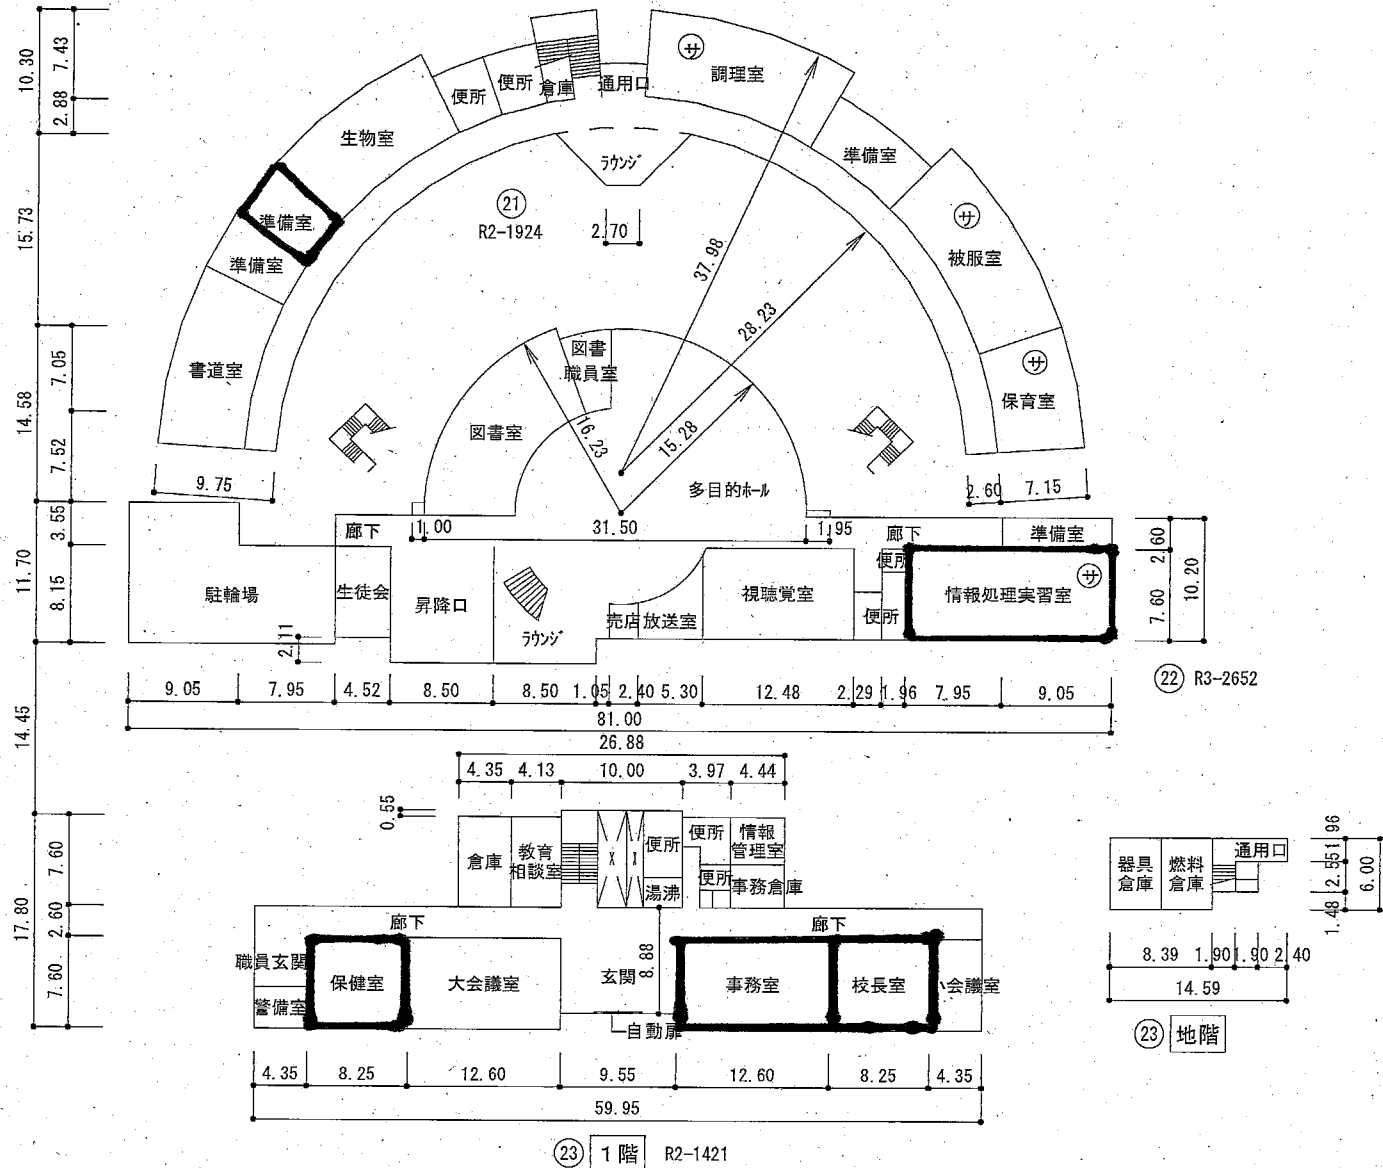 10.30
7.43
2.88
15.73
14.58
7.05
7.52
11.70
3.55
8.15
14.45
17.80
7.60
2.60
7.60
サ
調理室
通用口
倉庫
便所
便所
生物室
準備室
準備室
書道室
ラウンジ
準備室
サ
被服室
サ
保育室
21
R2-1924
2.70
37.98
28.23
15.28
16.23
図書
職員室
図書室
多目的ホール
9.75
2.60
7.15
1.00
31.50
1.95
廊下
廊下
準備室
駐輪場
生徒会
昇降口
ラウンジ
売店
放送室
視聴覚室
便所
便所
サ
情報処理実習室
2.60
7.60
10.20
2.11
9.05
7.95
4.52
8.50
8.50
1.05
2.40
5.30
12.48
2.29
1.96
7.95
9.05
81.00
22
R3-2652
26.88
4.35
4.13
10.00
3.97
4.44
0.55
倉庫
教育
相談室
X
X
便所
湯沸
便所
情報
管理室
便所
事務倉庫
廊下
廊下
職員玄関
警備室
保健室
大会議室
玄関
8.88
自動扉
事務室
校長室
小会議室
4.35
8.25
12.60
9.55
12.60
8.25
4.35
59.95
23
1階
R2-1421
器具
倉庫
燃料
倉庫
通用口
1.96
2.55
1.48
6.00
8.39
1.90
1.90
2.40
14.59
23
地階